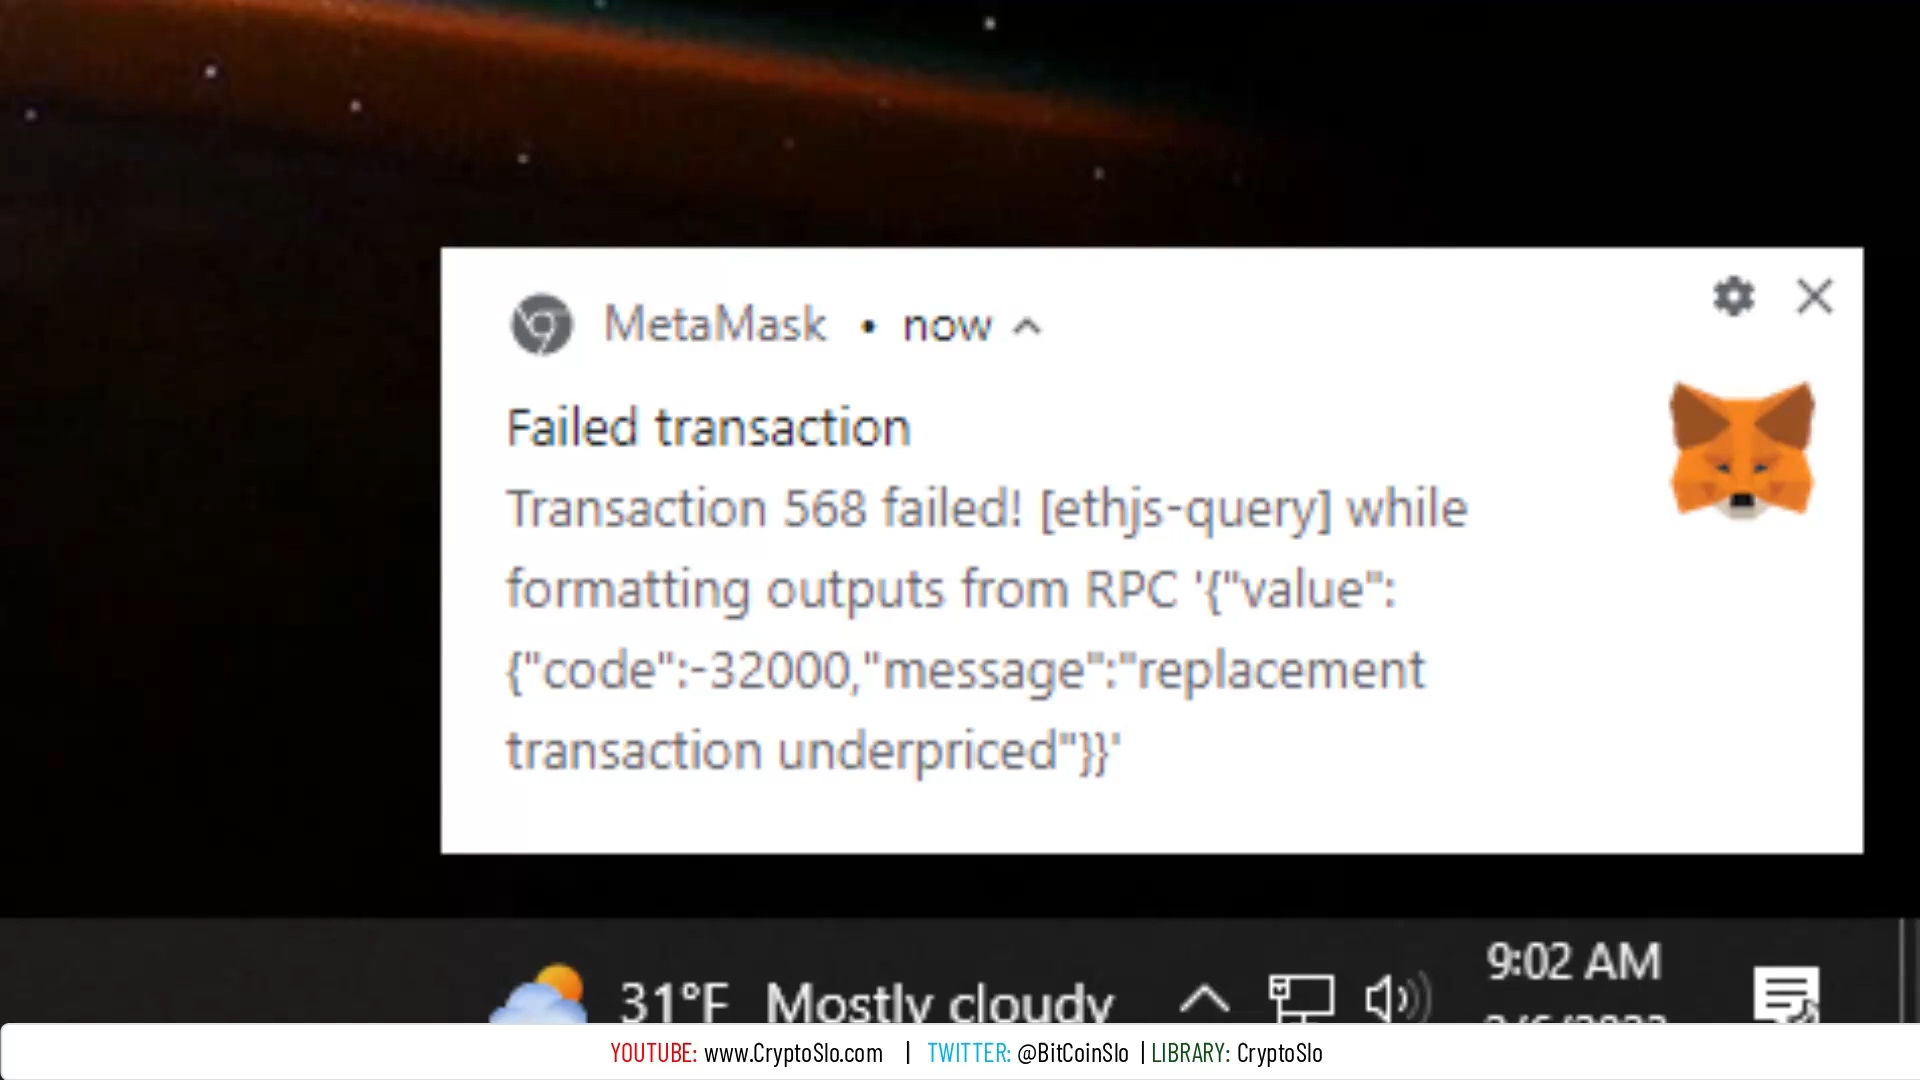 MetaMask • now
Failed transaction
Transaction 568 failed! [ethjs-query] while
formatting outputs from RPC '{"value":
{"code":-32000,"message":"replacement
transaction underpriced"}}'
9:02 AM
31°F Mostly cloudy
YOUTUBE: www.CryptoSlo.com | TWITTER: @BitCoinSlo | LIBRARY: CryptoSlo